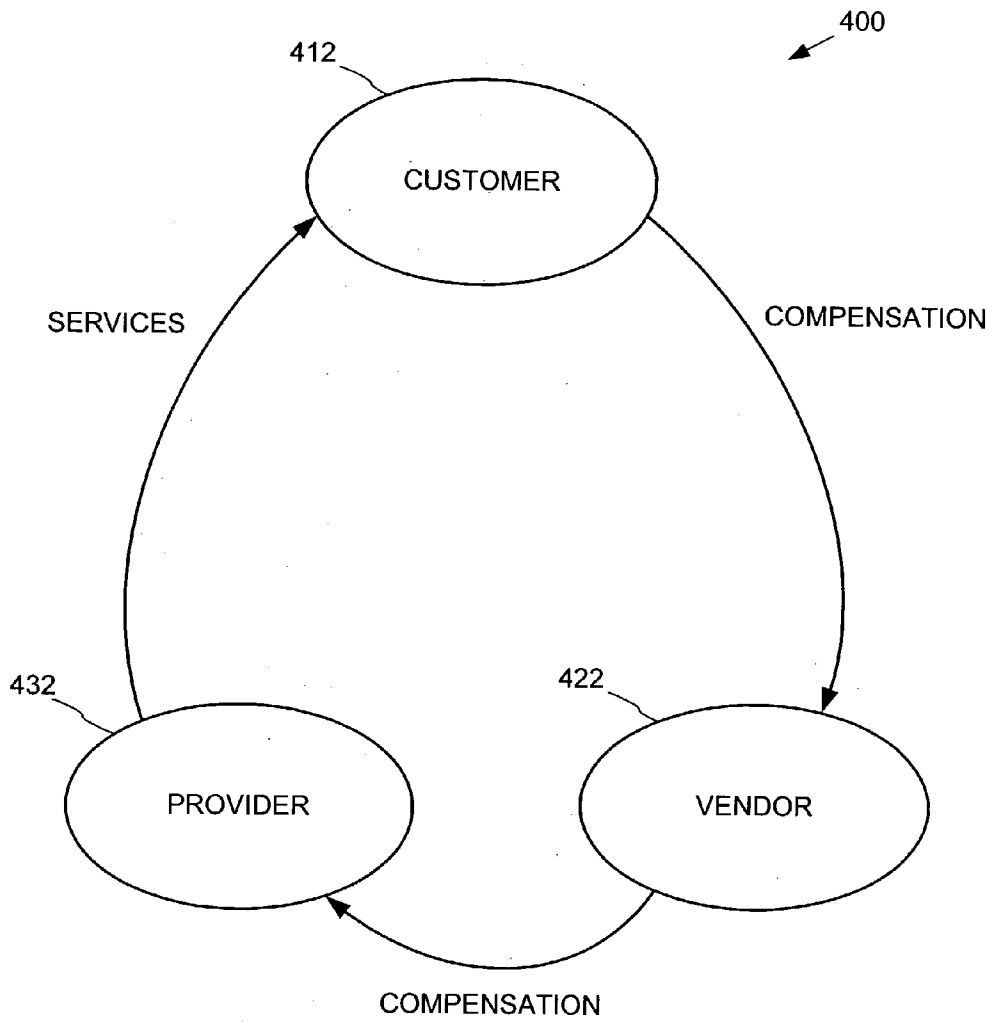 400
412
CUSTOMER
SERVICES
COMPENSATION
432
422
PROVIDER
VENDOR
COMPENSATION